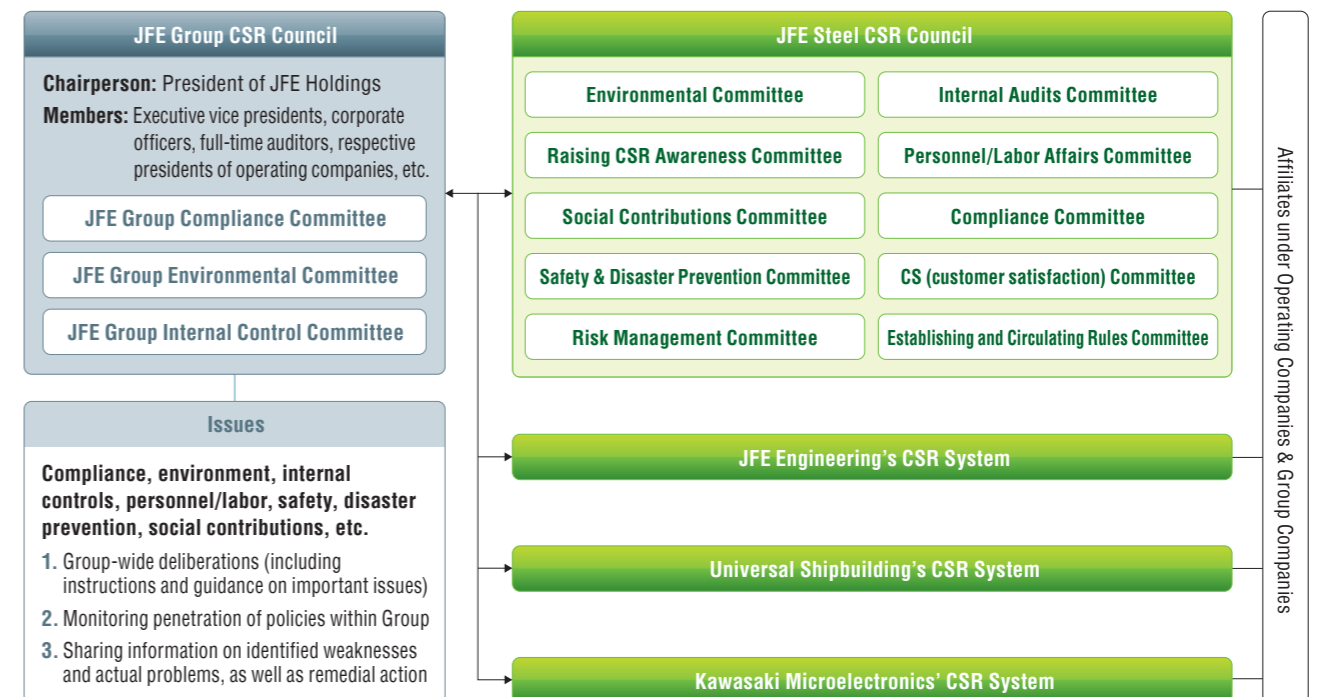 JFE Group CSR Council
Chairperson: President of JFE Holdings
Members: Executive vice presidents, corporate
officers, full-time auditors, respective
presidents of operating companies, etc.
JFE Group Compliance Committee
JFE Group Environmental Committee
JFE Group Internal Control Committee
Issues
Compliance, environment, internal
controls, personnel/labor, safety, disaster
prevention, social contributions, etc.
1. Group-wide deliberations (including
instructions and guidance on important issues)
2. Monitoring penetration of policies within Group
3. Sharing information on identified weaknesses
and actual problems, as well as remedial action
JFE Steel CSR Council
Environmental Committee
Internal Audits Committee
Raising CSR Awareness Committee
Personnel/Labor Affairs Committee
Social Contributions Committee
Compliance Committee
Safety & Disaster Prevention Committee
CS (customer satisfaction) Committee
Risk Management Committee
Establishing and Circulating Rules Committee
JFE Engineering's CSR System
Universal Shipbuilding's CSR System
Kawasaki Microelectronics' CSR System
Affiliates under Operating Companies & Group Companies